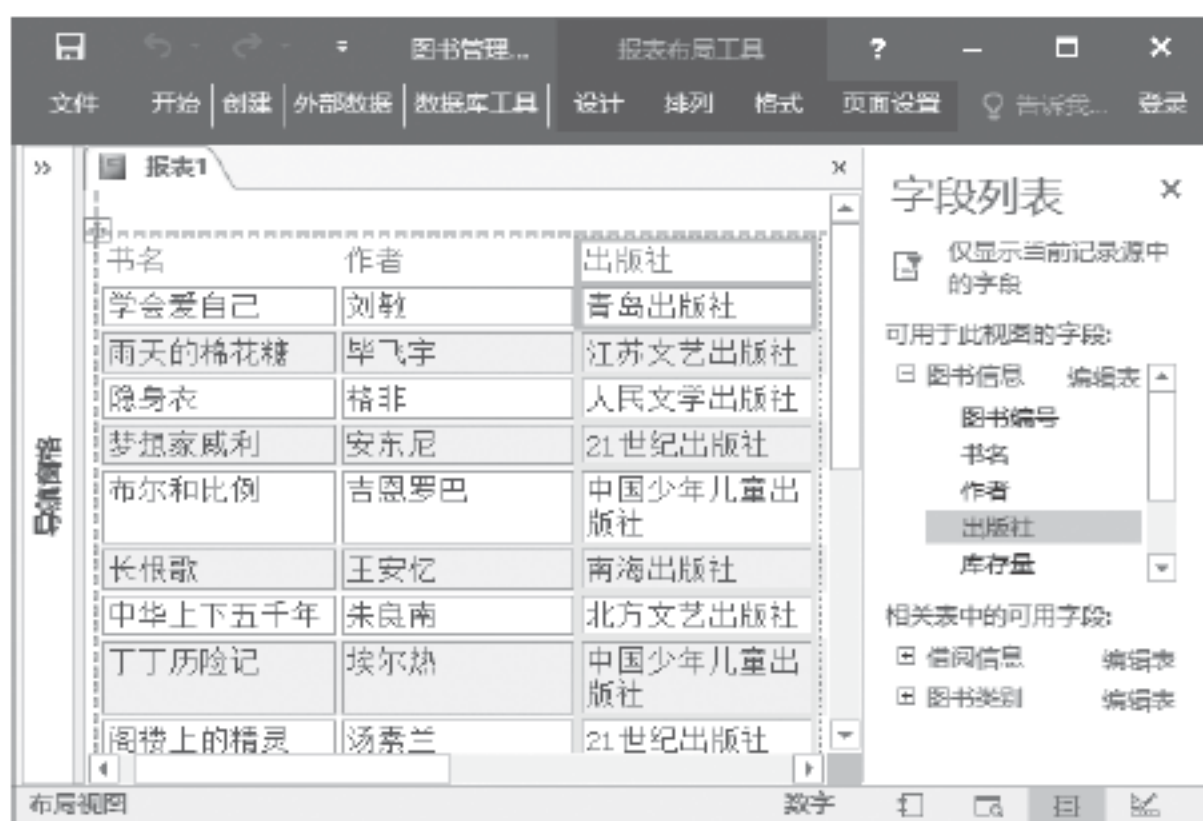 图书管理... 报表布局工具 ?
文件 开始 创建 外部数据 数据库工具 设计 排列 格式 页面设置 告诉我... 登录
报表1
导航窗格
书名 作者 出版社
学会爱自己 刘敏 青岛出版社
雨天的棉花糖 毕飞宇 江苏文艺出版社
隐身衣 格非 人民文学出版社
梦想家威利 安东尼 21世纪出版社
布尔和比例 吉恩罗巴 中国少年儿童出
版社
长恨歌 王安忆 南海出版社
中华上下五千年 朱良南 北方文艺出版社
丁丁历险记 埃尔热 中国少年儿童出
版社
阁楼上的精灵 汤素兰 21世纪出版社
字段列表
仅显示当前记录源中
的字段
可用于此视图的字段:
图书信息 编辑表
图书编号
书名
作者
出版社
库存量
相关表中的可用字段:
借阅信息 编辑表
图书类别 编辑表
布局视图 数字